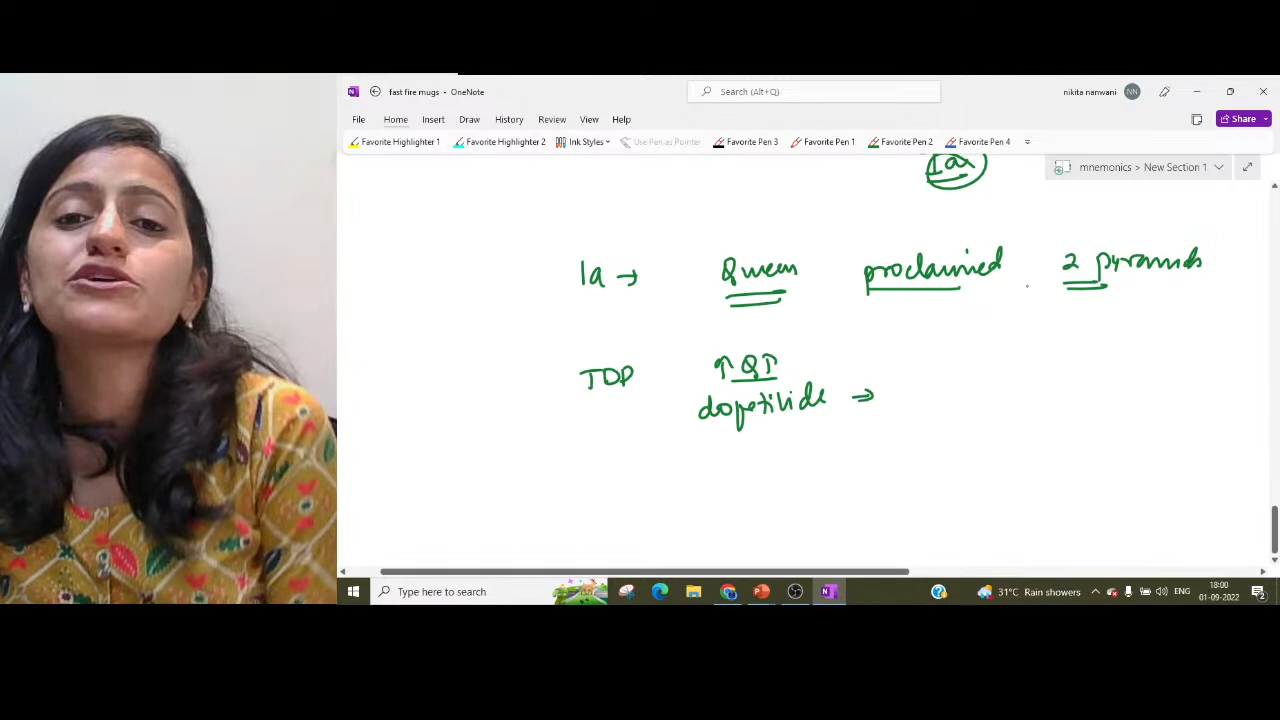 fast fire mugs - OneNote
Search (Alt+Q)
nikita nanwani NN
File Home Insert Draw History Review View Help
Share
Favorite Highlighter 1 Favorite Highlighter 2 Ink Styles Use Pen as Pointer Favorite Pen 3 Favorite Pen 1 Favorite Pen 2 Favorite Pen 4
mnemonics > New Section 1
1a → Queen proclaimed 2 pyramids
TDP ↑ QT
dofetilide →
Type here to search
31°C Rain showers
ENG
18:00
01-09-2022
2